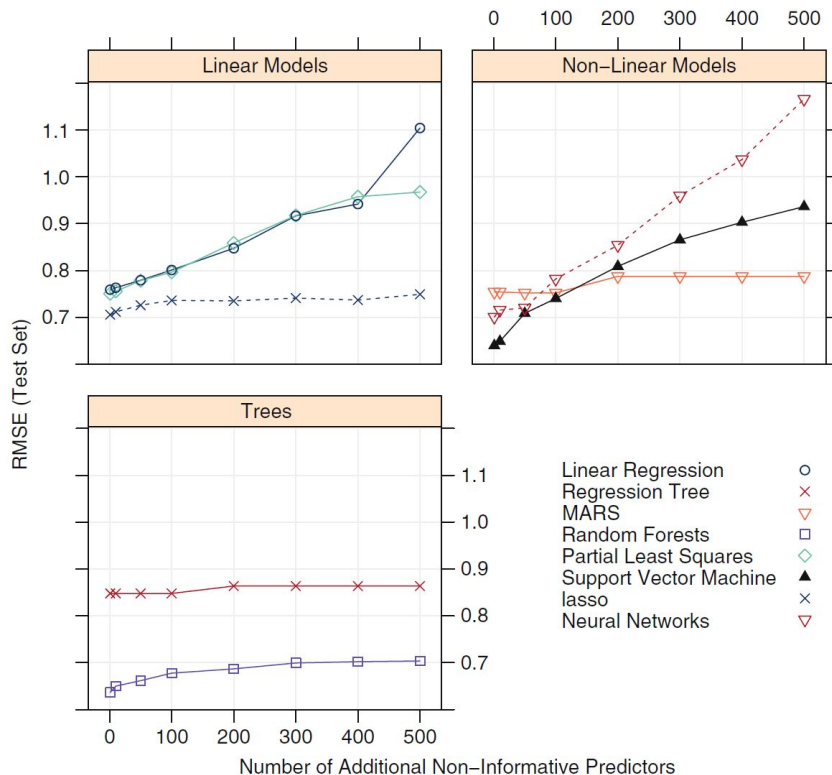 0 100 200 300 400 500
Linear Models
Non−Linear Models
1.1
1.0
0.9
0.8
0.7
RMSE (Test Set)
Trees
1.1
1.0
0.9
0.8
0.7
Linear Regression
Regression Tree
MARS
Random Forests
Partial Least Squares
Support Vector Machine
lasso
Neural Networks
0 100 200 300 400 500
Number of Additional Non−Informative Predictors